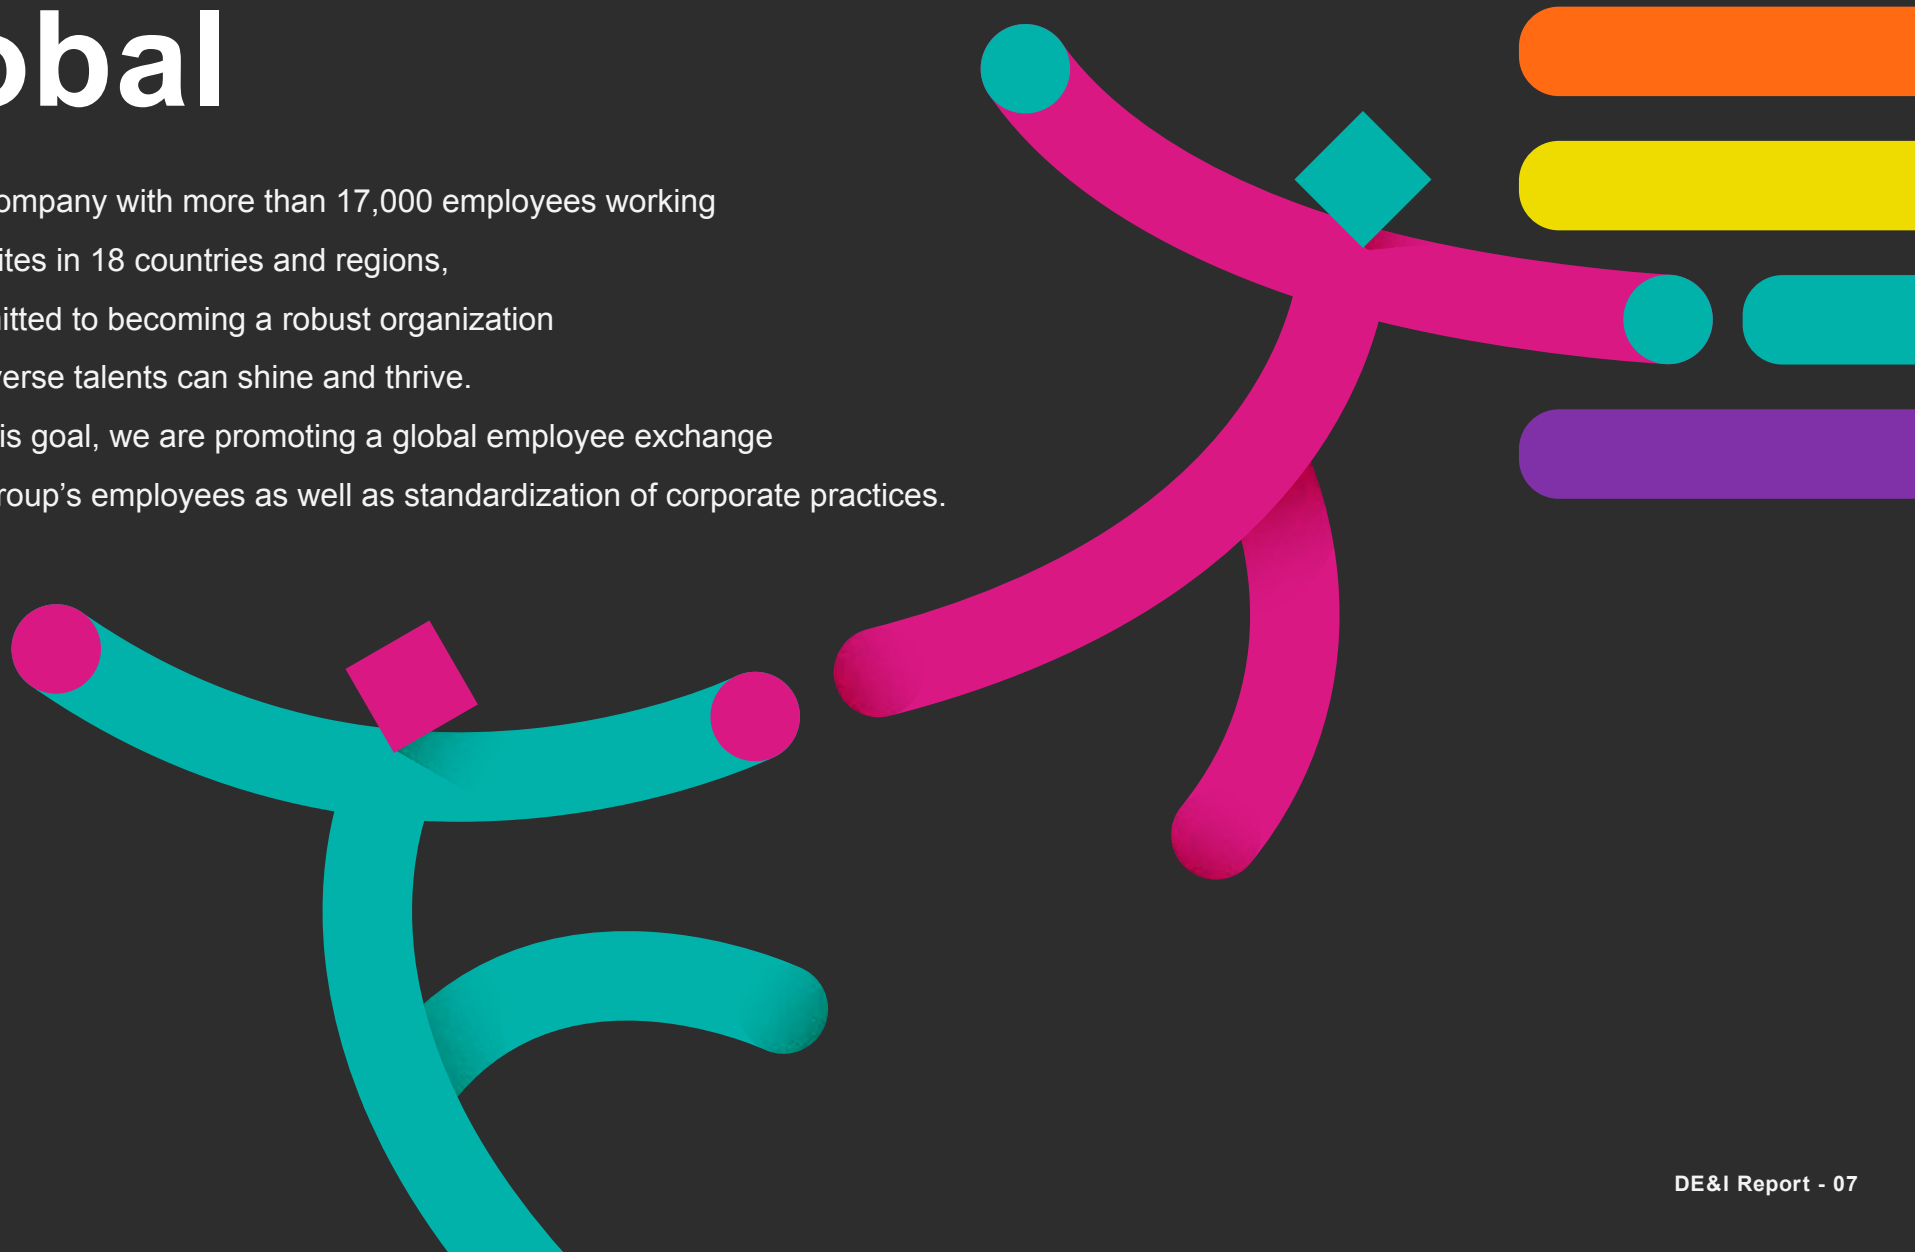 obal
ompany with more than 17,000 employees working
ites in 18 countries and regions,
itted to becoming a robust organization
erse talents can shine and thrive.
is goal, we are promoting a global employee exchange
roup’s employees as well as standardization of corporate practices.
DE&I Report - 07